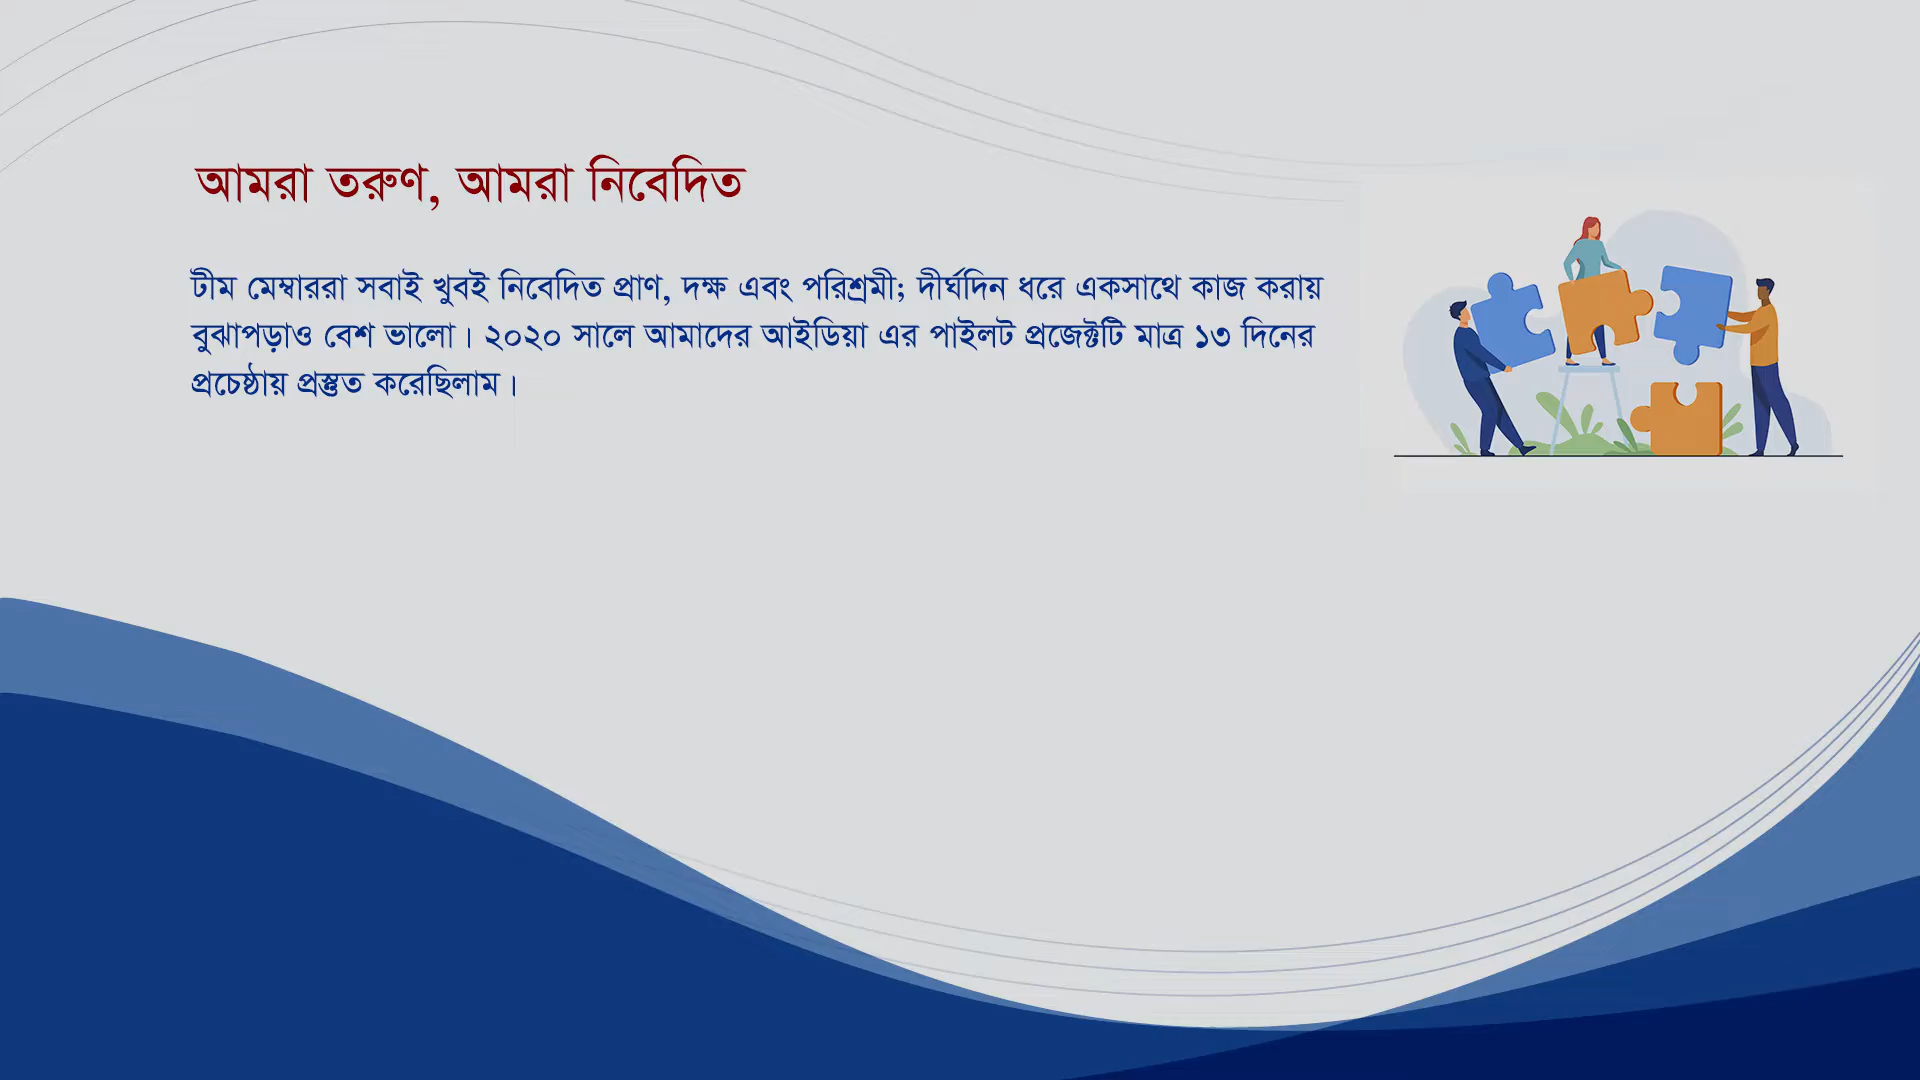 আমরা তরুণ, আমরা নিবেদিত
টীম মেম্বাররা সবাই খুবই নিবেদিত প্রাণ, দক্ষ এবং পরিশ্রমী; দীর্ঘদিন ধরে একসাথে কাজ করায়
বুঝাপড়াও বেশ ভালো। ২০২০ সালে আমাদের আইডিয়া এর পাইলট প্রজেক্টটি মাত্র ১৩ দিনের
প্রচেষ্ঠায় প্রস্তুত করেছিলাম।